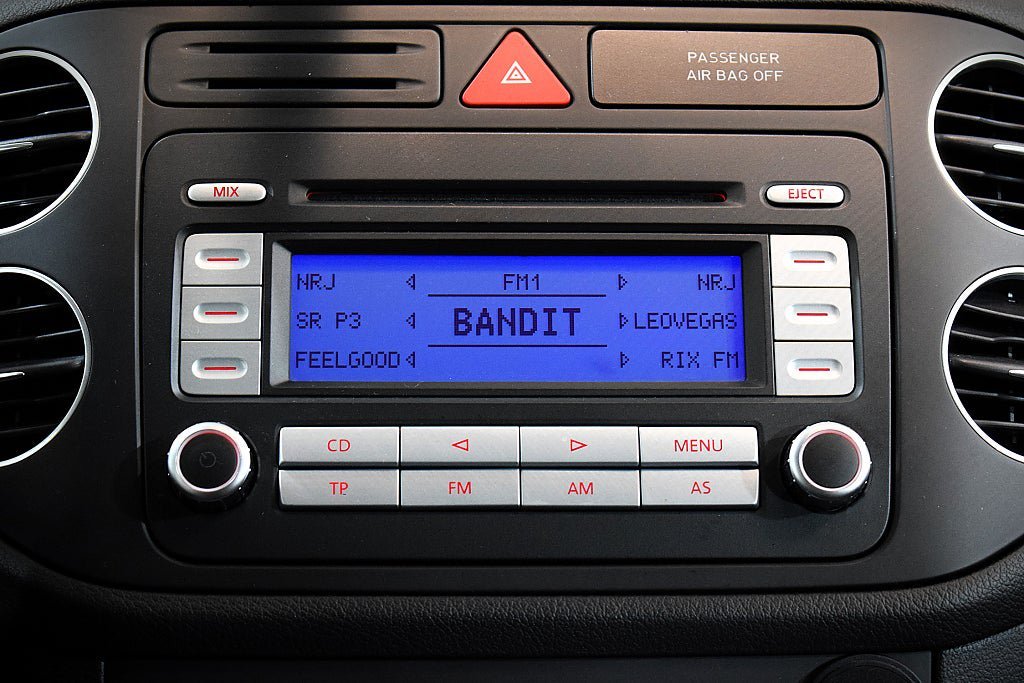 PASSENGER
AIR BAG OFF
MIX
EJECT
NRJ FM1 NRJ
SR P3 BANDIT LEOVEGAS
FEELGOOD RIX FM
CD MENU
TP FM AM AS